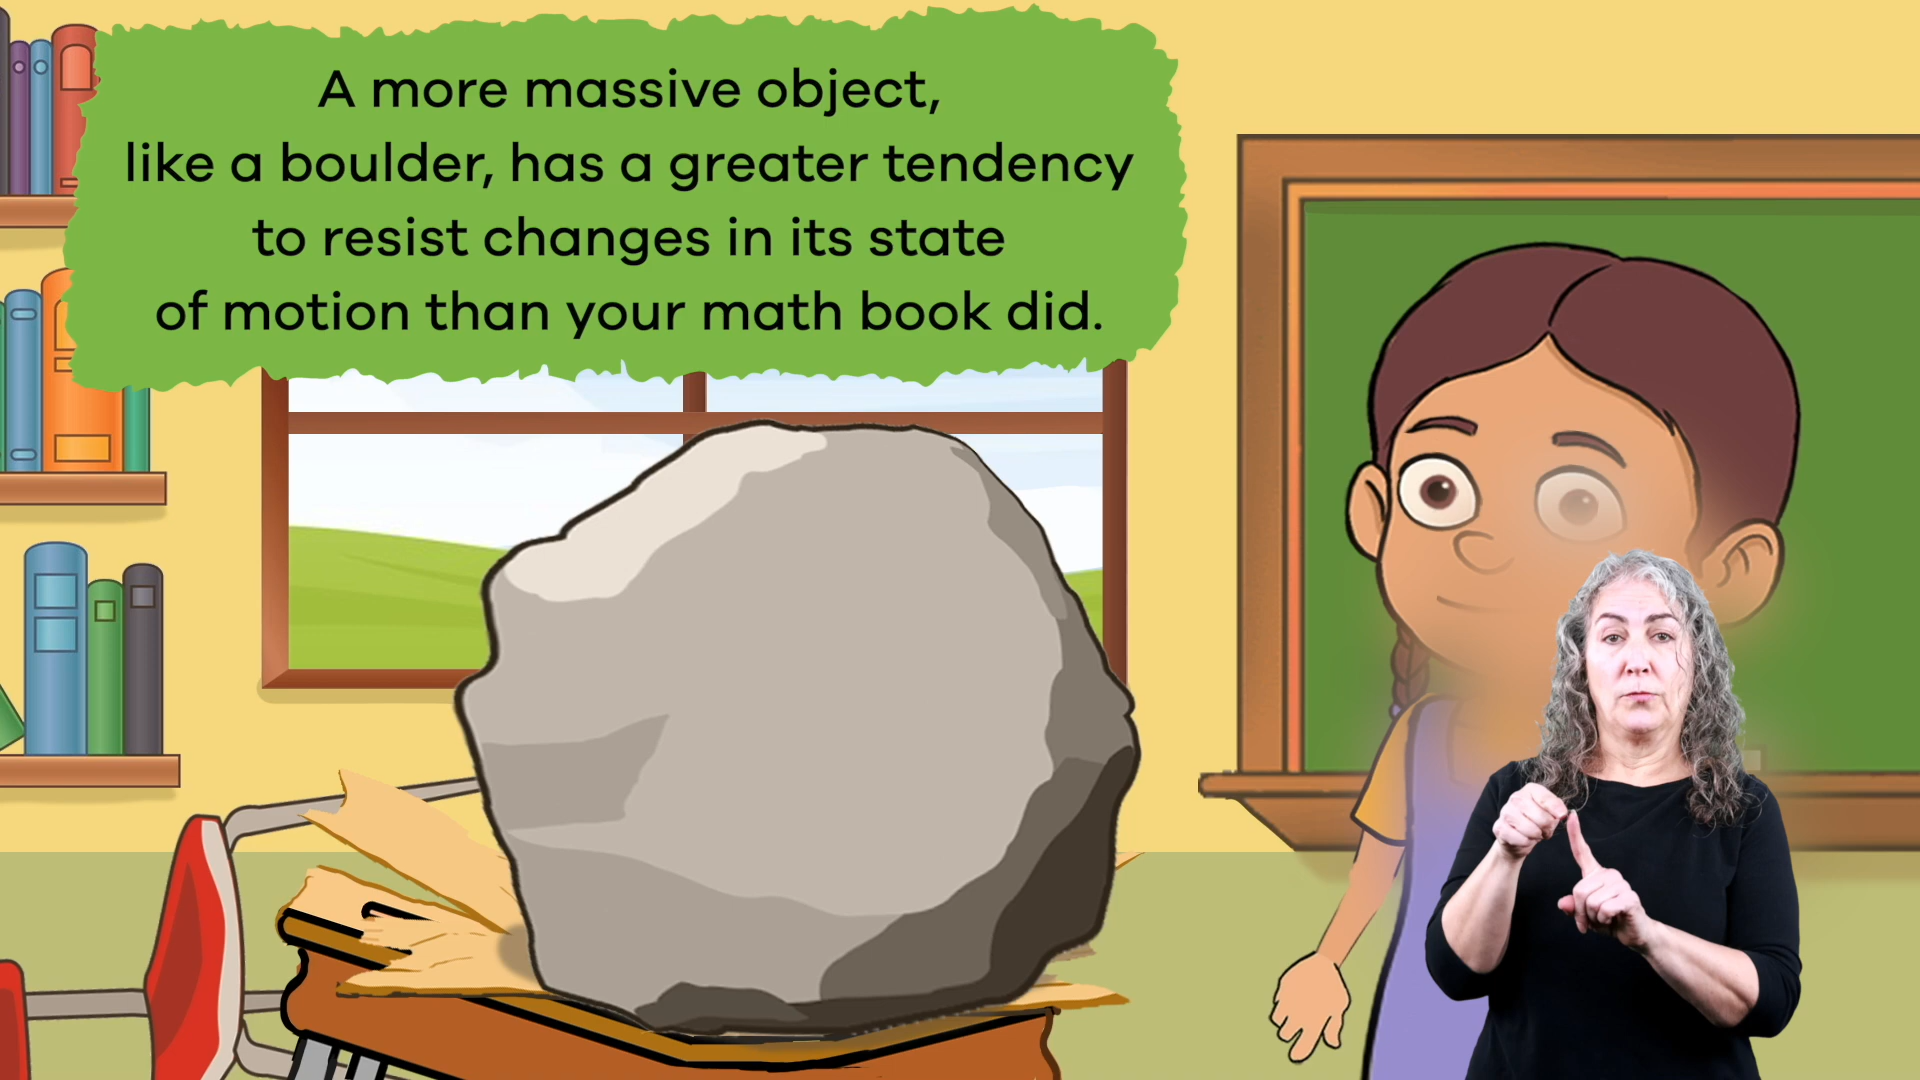 A more massive object,
like a boulder, has a greater tendency
to resist changes in its state
of motion than your math book did.